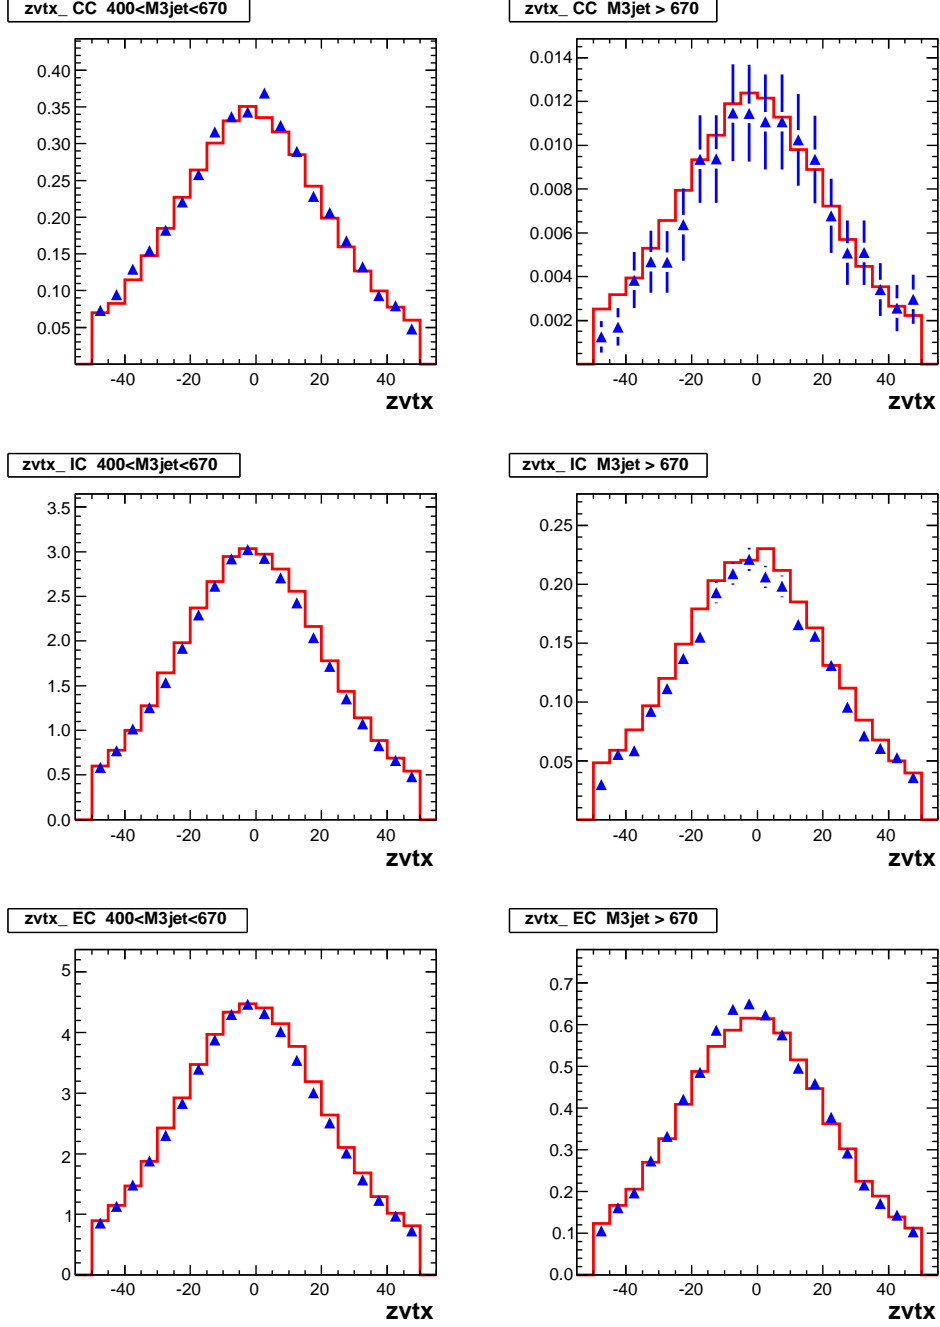 zvtx_ CC 400<M3jet<670
0.40
0.35
0.30
0.25
0.20
0.15
0.10
0.05
-40 -20 0 20 40
zvtx
zvtx_ CC M3jet > 670
0.014
0.012
0.010
0.008
0.006
0.004
0.002
-40 -20 0 20 40
zvtx
zvtx_ IC 400<M3jet<670
3.5
3.0
2.5
2.0
1.5
1.0
0.5
0.0
-40 -20 0 20 40
zvtx
zvtx_ IC M3jet > 670
0.25
0.20
0.15
0.10
0.05
-40 -20 0 20 40
zvtx
zvtx_ EC 400<M3jet<670
5
4
3
2
1
0
-40 -20 0 20 40
zvtx
zvtx_ EC M3jet > 670
0.7
0.6
0.5
0.4
0.3
0.2
0.1
0.0
-40 -20 0 20 40
zvtx